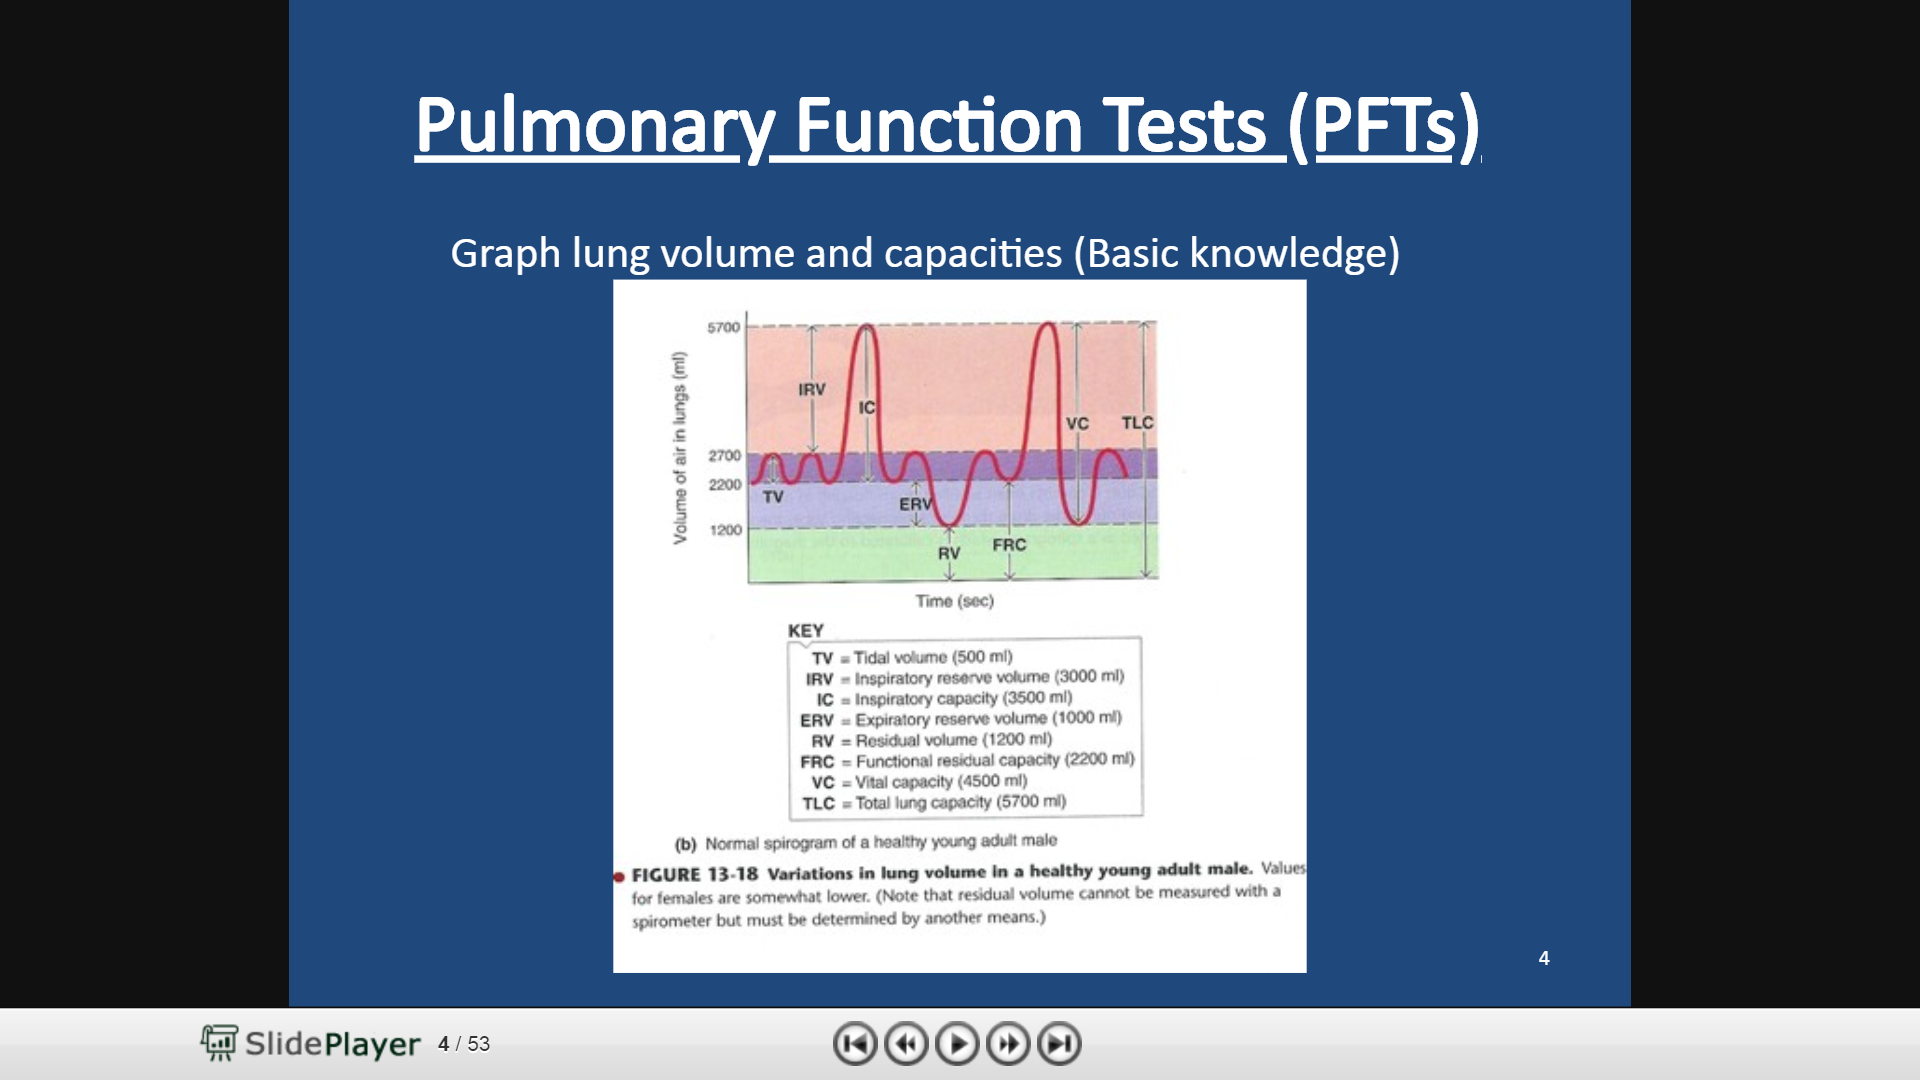 Pulmonary Function Tests (PFTs)
Graph lung volume and capacities (Basic knowledge)
Volume of air in lungs (ml)
5700
2700
2200
1200
IRV
IC
VC
TLC
TV
ERV
RV
FRC
Time (sec)
KEY
TV = Tidal volume (500 ml)
IRV = Inspiratory reserve volume (3000 ml)
IC = Inspiratory capacity (3500 ml)
ERV = Expiratory reserve volume (1000 ml)
RV = Residual volume (1200 ml)
FRC = Functional residual capacity (2200 ml)
VC = Vital capacity (4500 ml)
TLC = Total lung capacity (5700 ml)
(b) Normal spirogram of a healthy young adult male
● FIGURE 13-18 Variations in lung volume in a healthy young adult male. Values
for females are somewhat lower. (Note that residual volume cannot be measured with a
spirometer but must be determined by another means.)
4
SlidePlayer 4 / 53